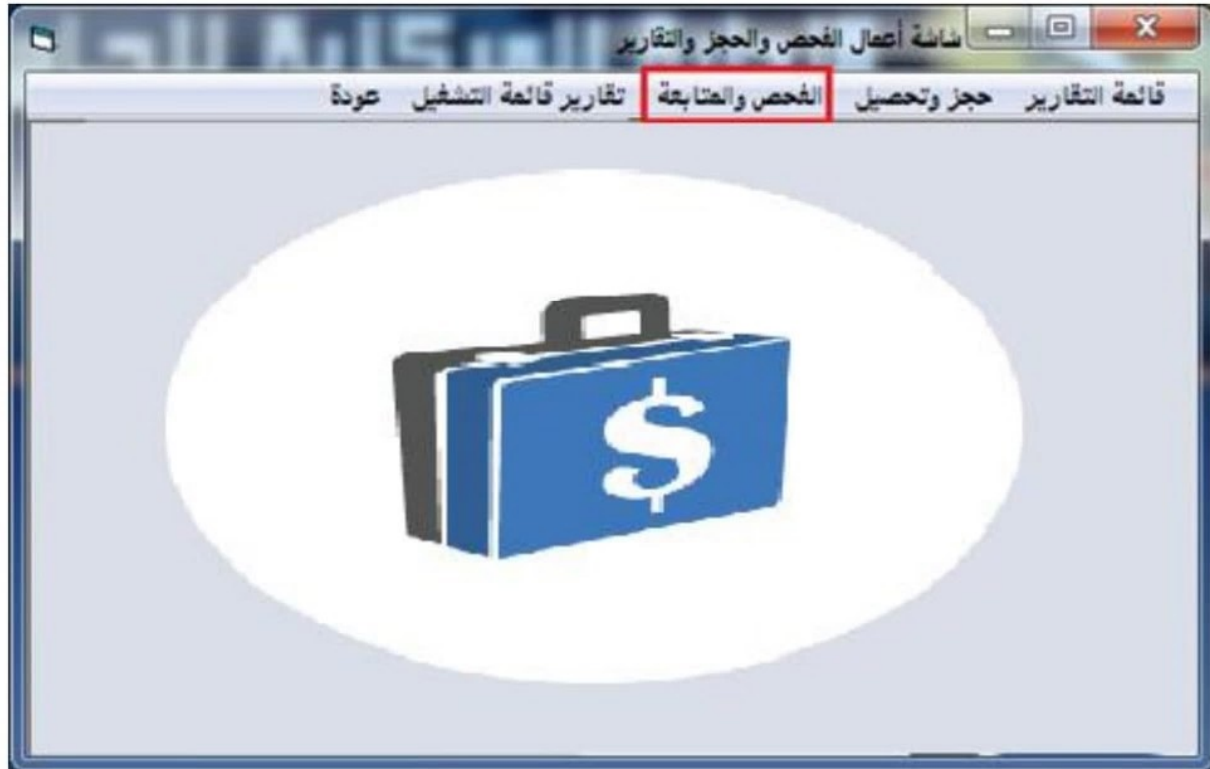 شاشة أعمال الفحص والحجز والتقارير
قائمة التقارير حجز وتحصيل الفحص والمتابعة تقارير قائمة التشغيل عودة
$